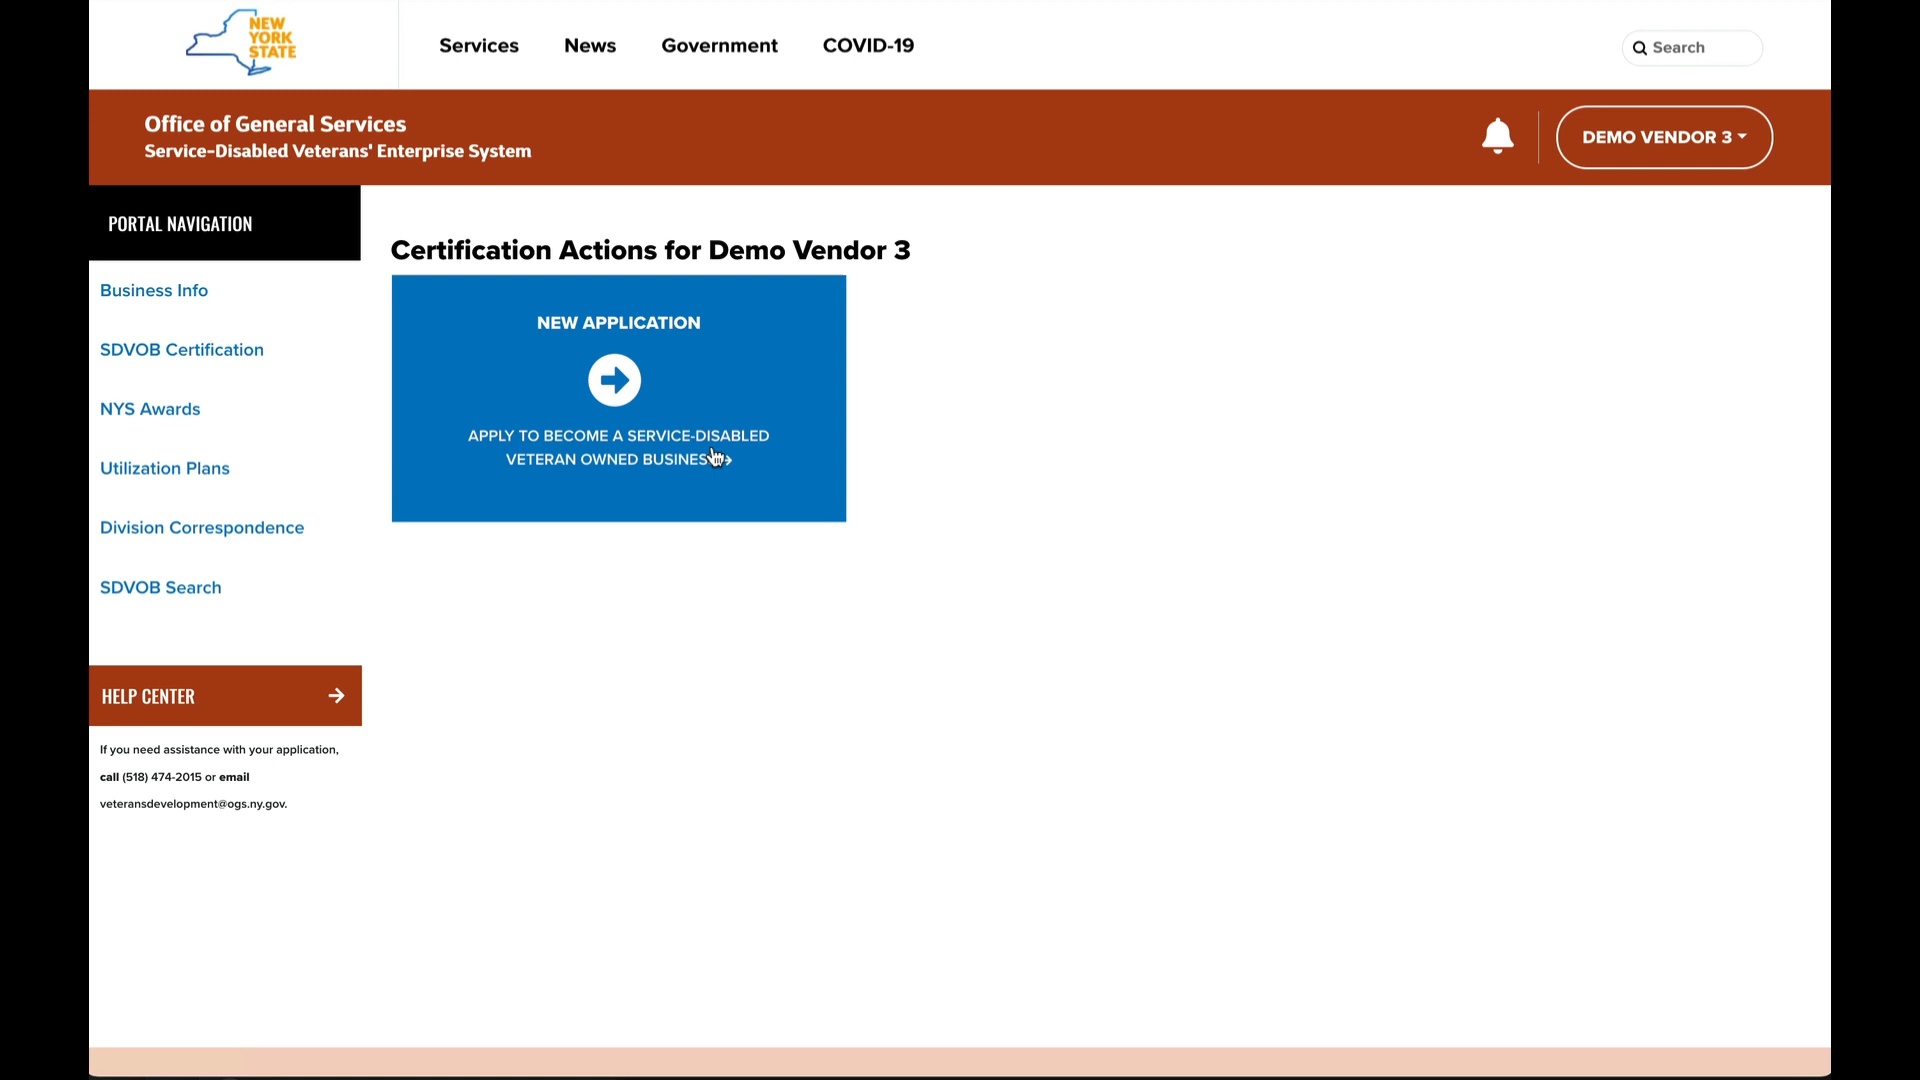 NEW
YORK
STATE
Services
News
Government
COVID-19
Search
Office of General Services
Service-Disabled Veterans' Enterprise System
DEMO VENDOR 3
PORTAL NAVIGATION
Business Info
SDVOB Certification
NYS Awards
Utilization Plans
Division Correspondence
SDVOB Search
HELP CENTER
If you need assistance with your application,
call (518) 474-2015 or email
veteransdevelopment@ogs.ny.gov.
Certification Actions for Demo Vendor 3
NEW APPLICATION
APPLY TO BECOME A SERVICE-DISABLED
VETERAN OWNED BUSINES